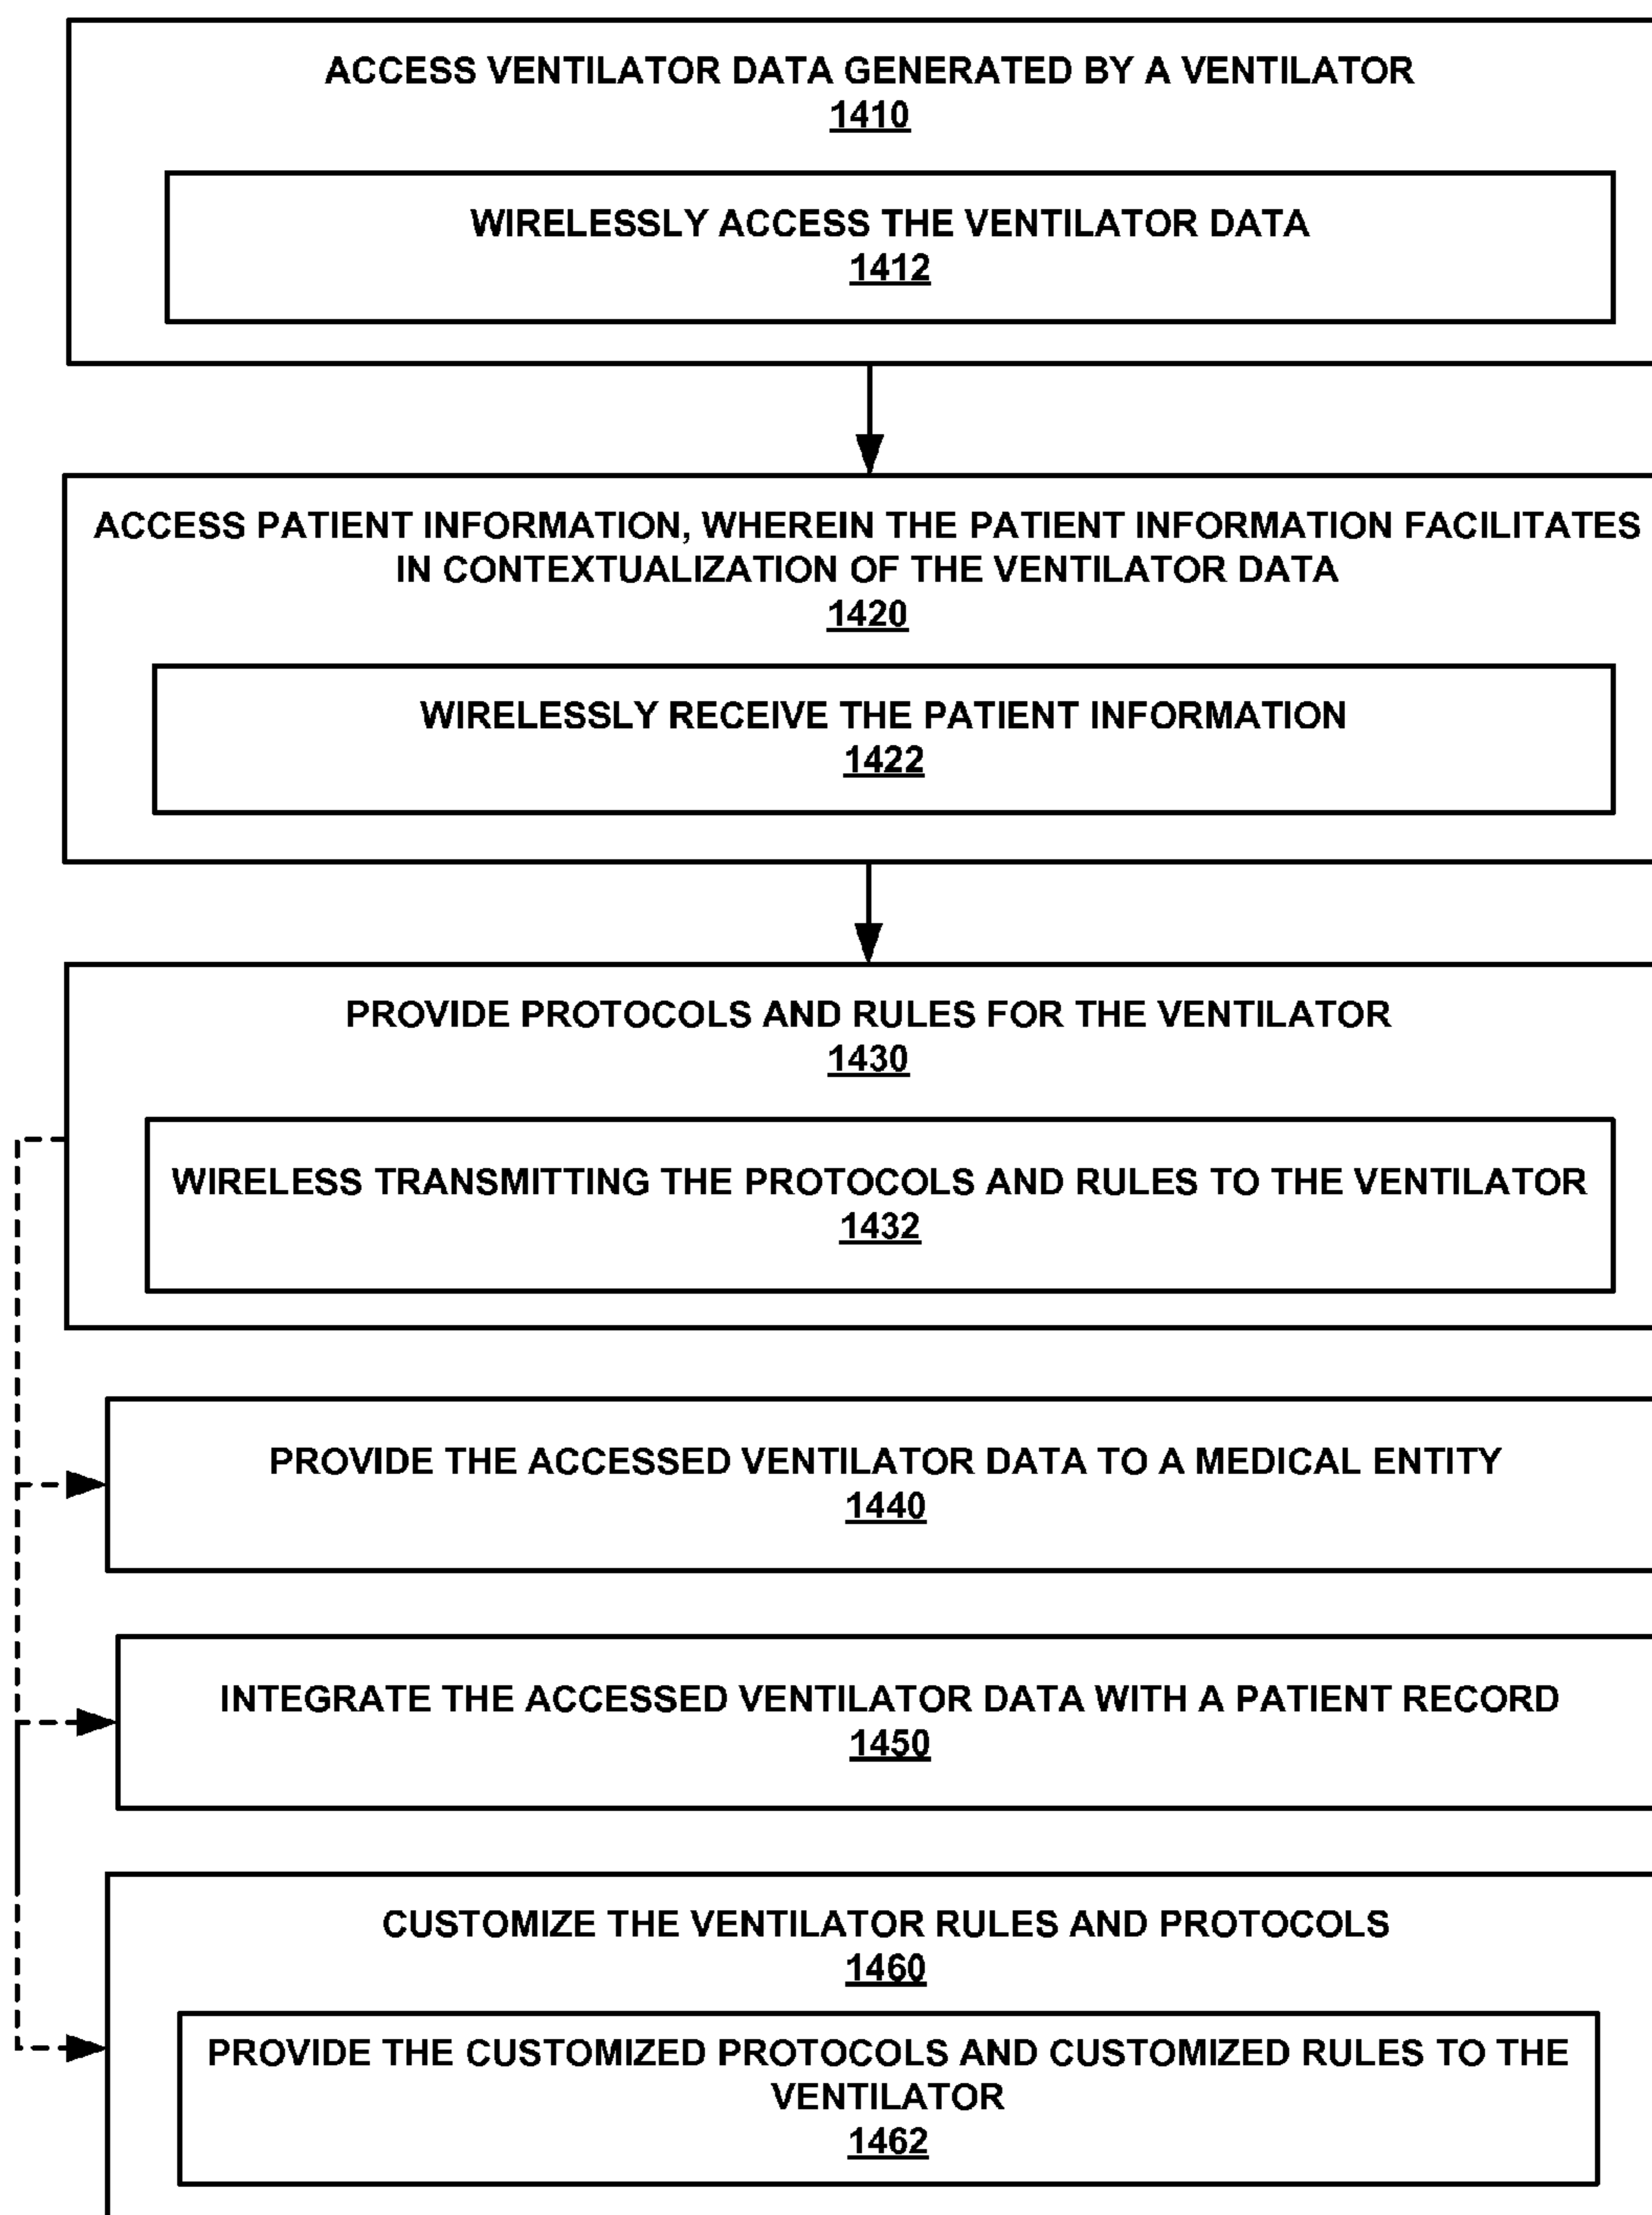 ACCESS VENTILATOR DATA GENERATED BY A VENTILATOR
1410
WIRELESSLY ACCESS THE VENTILATOR DATA
1412
ACCESS PATIENT INFORMATION, WHEREIN THE PATIENT INFORMATION FACILITATES
IN CONTEXTUALIZATION OF THE VENTILATOR DATA
1420
WIRELESSLY RECEIVE THE PATIENT INFORMATION
1422
PROVIDE PROTOCOLS AND RULES FOR THE VENTILATOR
1430
WIRELESS TRANSMITTING THE PROTOCOLS AND RULES TO THE VENTILATOR
1432
PROVIDE THE ACCESSED VENTILATOR DATA TO A MEDICAL ENTITY
1440
INTEGRATE THE ACCESSED VENTILATOR DATA WITH A PATIENT RECORD
1450
CUSTOMIZE THE VENTILATOR RULES AND PROTOCOLS
1460
PROVIDE THE CUSTOMIZED PROTOCOLS AND CUSTOMIZED RULES TO THE
VENTILATOR
1462